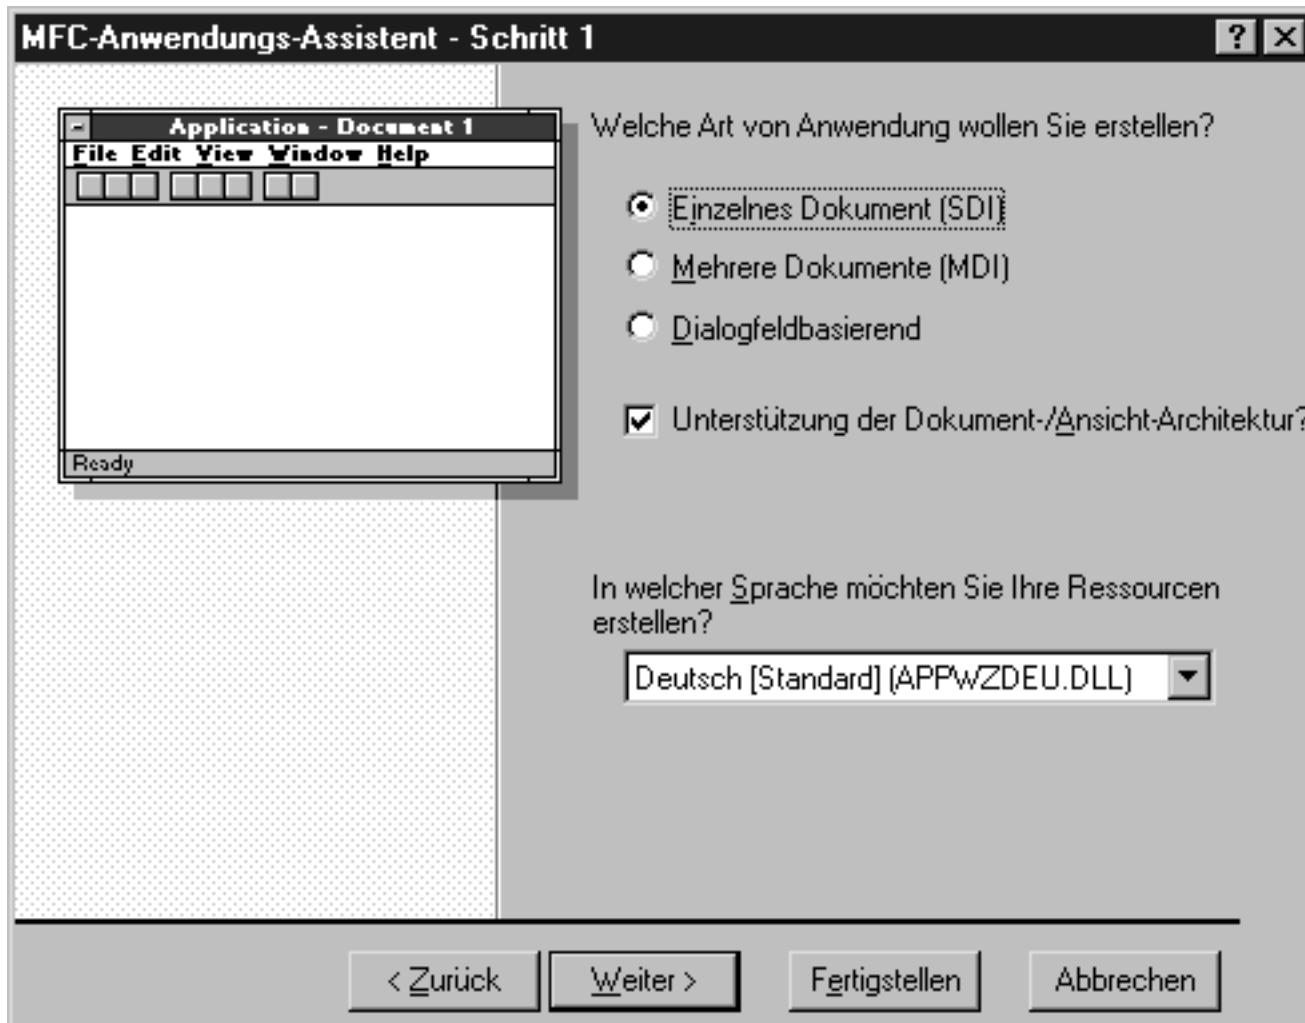 MFC-Anwendungs-Assistent - Schritt 1
Application - Document 1
File Edit View Window Help
Ready
Welche Art von Anwendung wollen Sie erstellen?
Einzelnes Dokument (SDI)
Mehrere Dokumente (MDI)
Dialogfeldbasierend
Unterstützung der Dokument-/Ansicht-Architektur?
In welcher Sprache möchten Sie Ihre Ressourcen
erstellen?
Deutsch [Standard] (APPWZDEU.DLL)
< Zurück Weiter > Fertigstellen Abbrechen